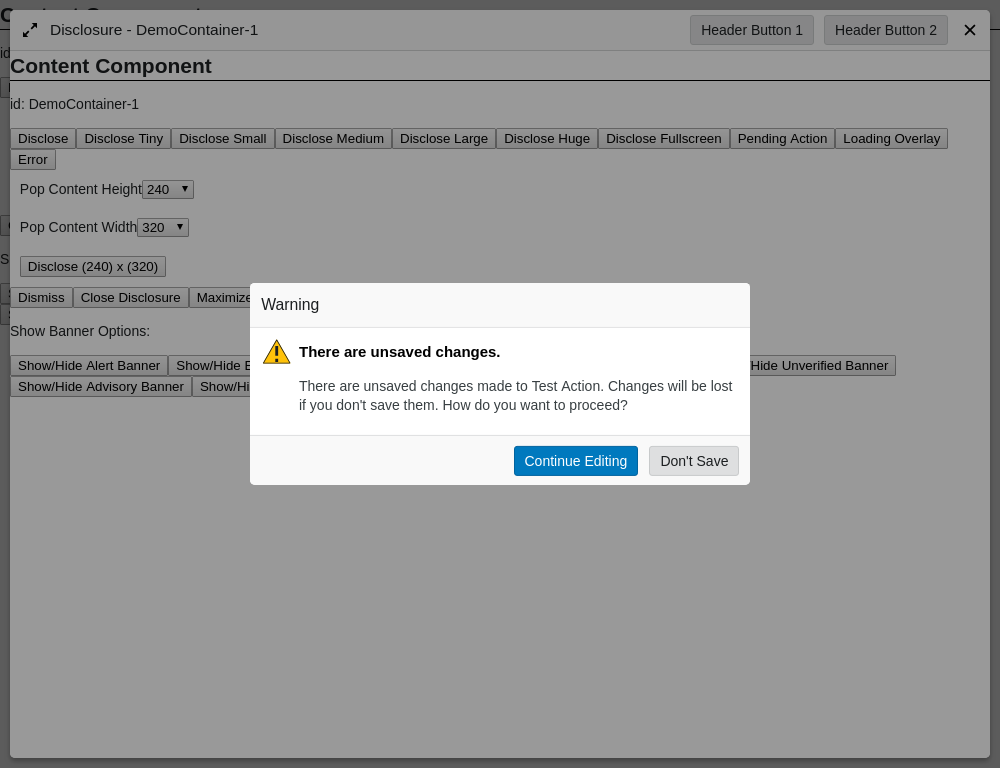 Disclosure - DemoContainer-1
Header Button 1
Header Button 2
Content Component
id: DemoContainer-1
Disclose
Disclose Tiny
Disclose Small
Disclose Medium
Disclose Large
Disclose Huge
Disclose Fullscreen
Pending Action
Loading Overlay
Error
Pop Content Height
240
Pop Content Width
320
Disclose (240) x (320)
Dismiss
Close Disclosure
Maximize
Show Banner Options:
Show/Hide Alert Banner
Show/Hide
Hide Unverified Banner
Show/Hide Advisory Banner
Warning
There are unsaved changes.
There are unsaved changes made to Test Action. Changes will be lost
if you don't save them. How do you want to proceed?
Continue Editing
Don't Save